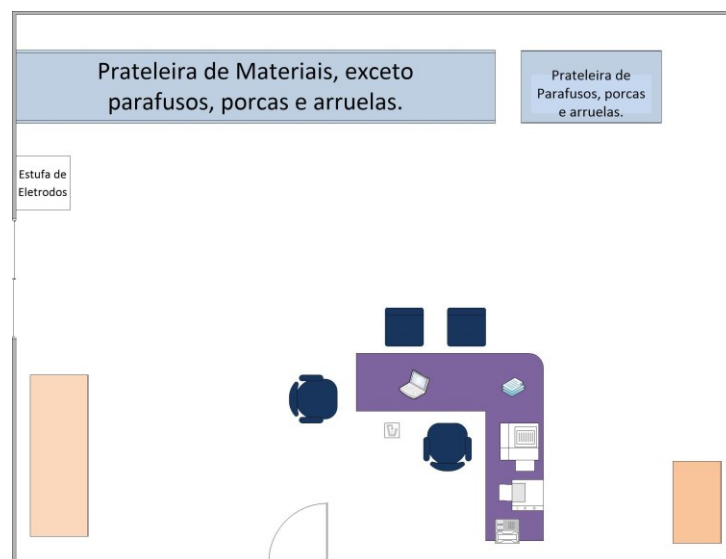 Prateleira de Materiais, exceto
parafusos, porcas e arruelas.
Prateleira de
Parafusos, porcas
e arruelas.
Estufa de
Eletrodos